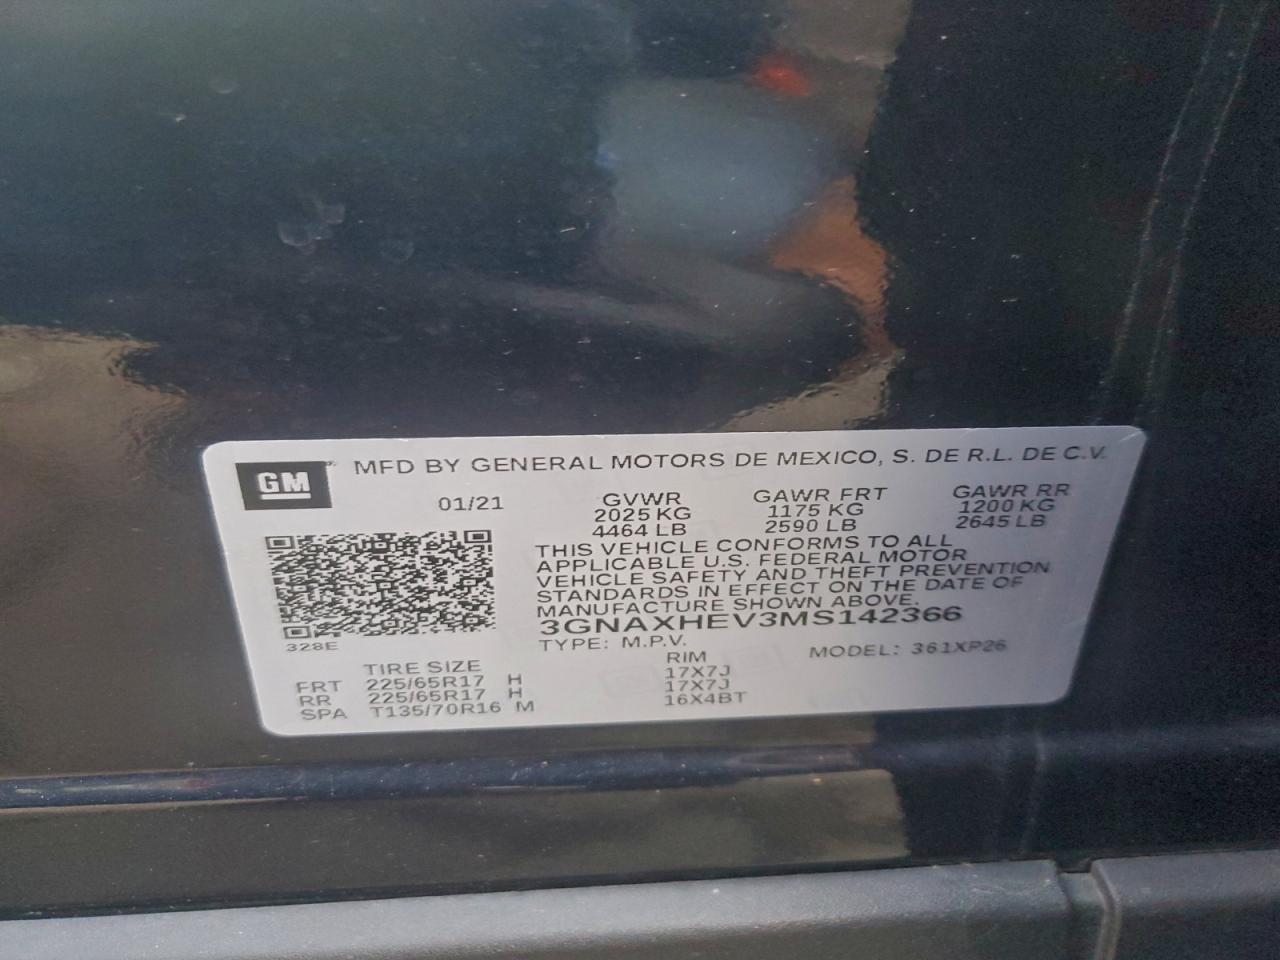 GM
MFD BY GENERAL MOTORS DE MEXICO, S. DE R.L. DE C.V.
01/21 GVWR GAWR FRT GAWR RR
2025 KG 1175 KG 1200 KG
4464 LB 2590 LB 2645 LB
THIS VEHICLE CONFORMS TO ALL
APPLICABLE U.S. FEDERAL MOTOR
VEHICLE SAFETY AND THEFT PREVENTION
STANDARDS IN EFFECT ON THE DATE OF
MANUFACTURE SHOWN ABOVE.
3GNAXHEV3MS142366
328E TYPE: M.P.V. MODEL: 361XP26
TIRE SIZE RIM
FRT 225/65R17 H 17X7J
RR 225/65R17 H 17X7J
SPA T135/70R16 M 16X4BT